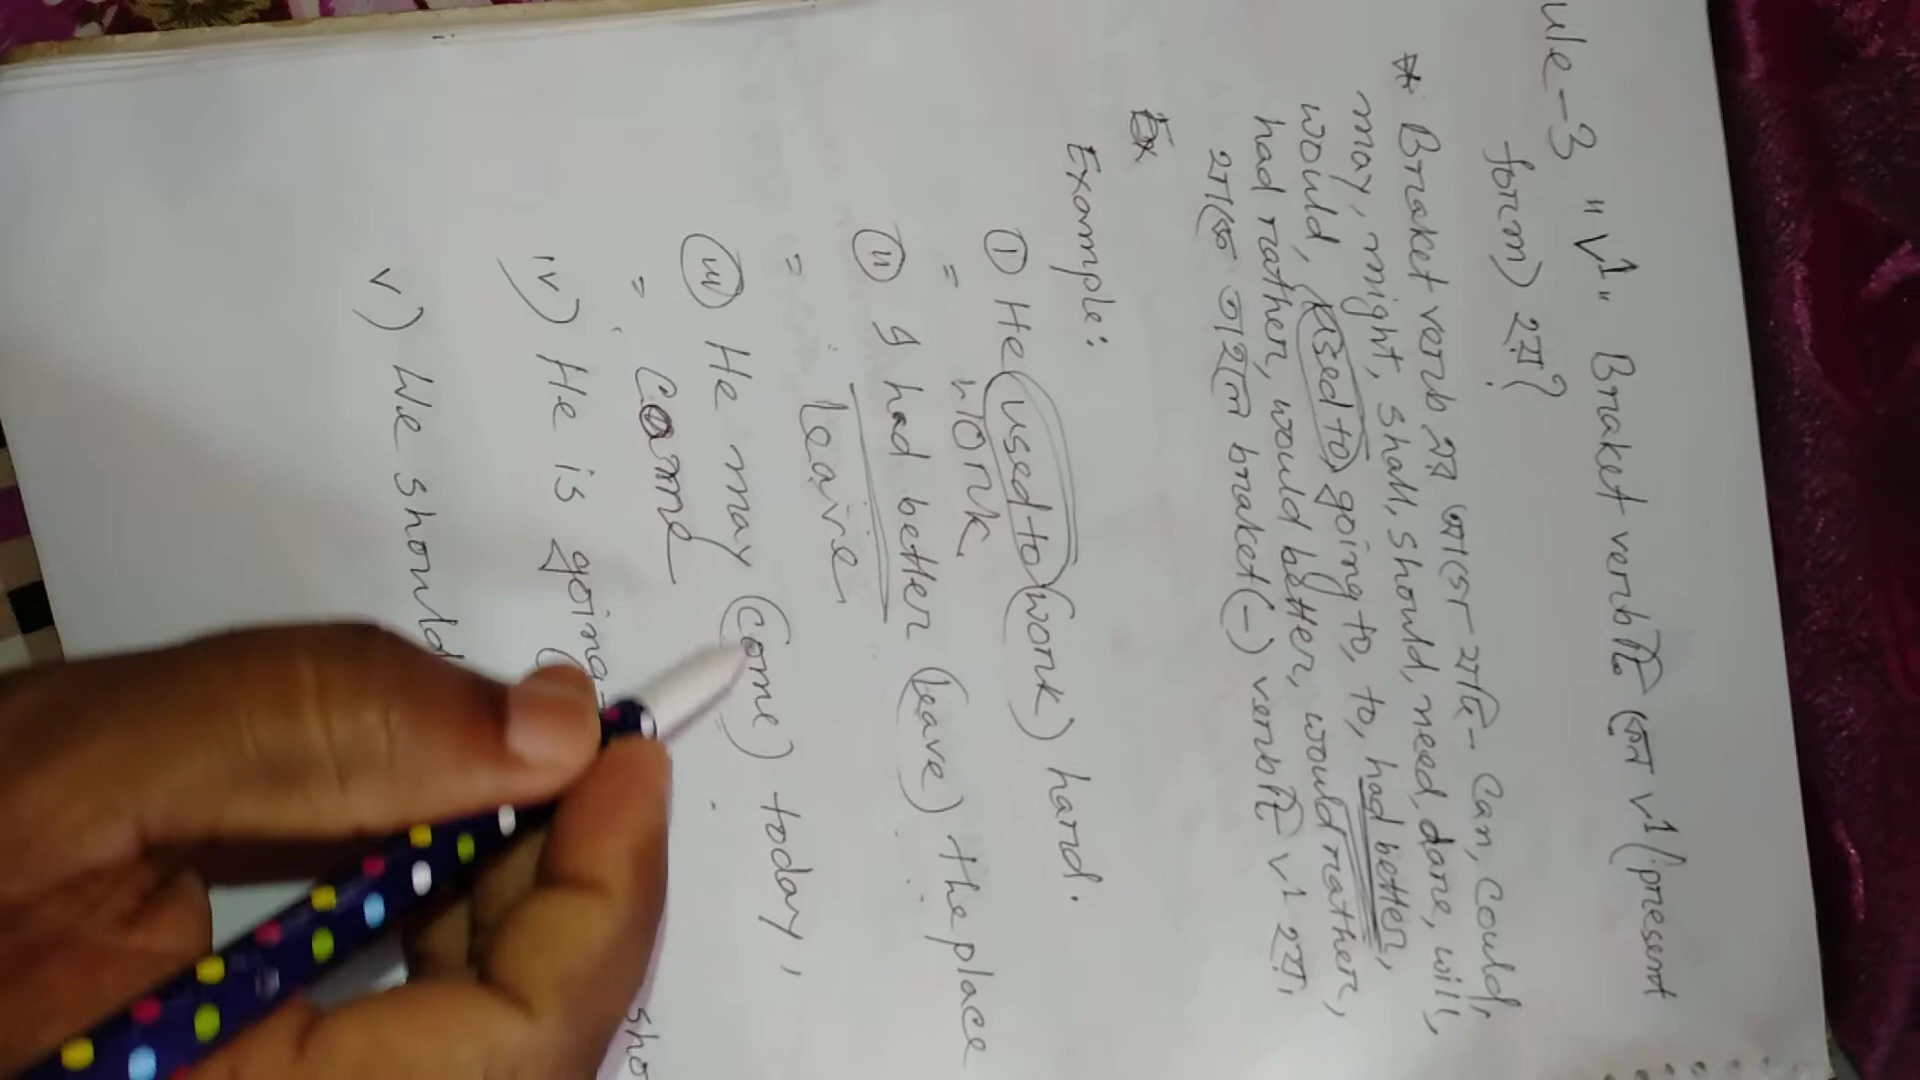 ule-3 "V1" Braket verbটি কেন V1 (present
form) হয়?
* Braket verb এর আগে যদি- Can, Could,
may, might, shall, should, need, dare, will,
would, used to, going to, to, had better,
had rather, would better, would rather,
থাকে তাহলে braket (-) verbটি V1 হয়।
Ex
Example:
i) He used to (work) hard.
= work.
ii) I had better (leave) the place
= leave
iii) He may (come) today,
= Come
iv) He is going
sho
v) We should